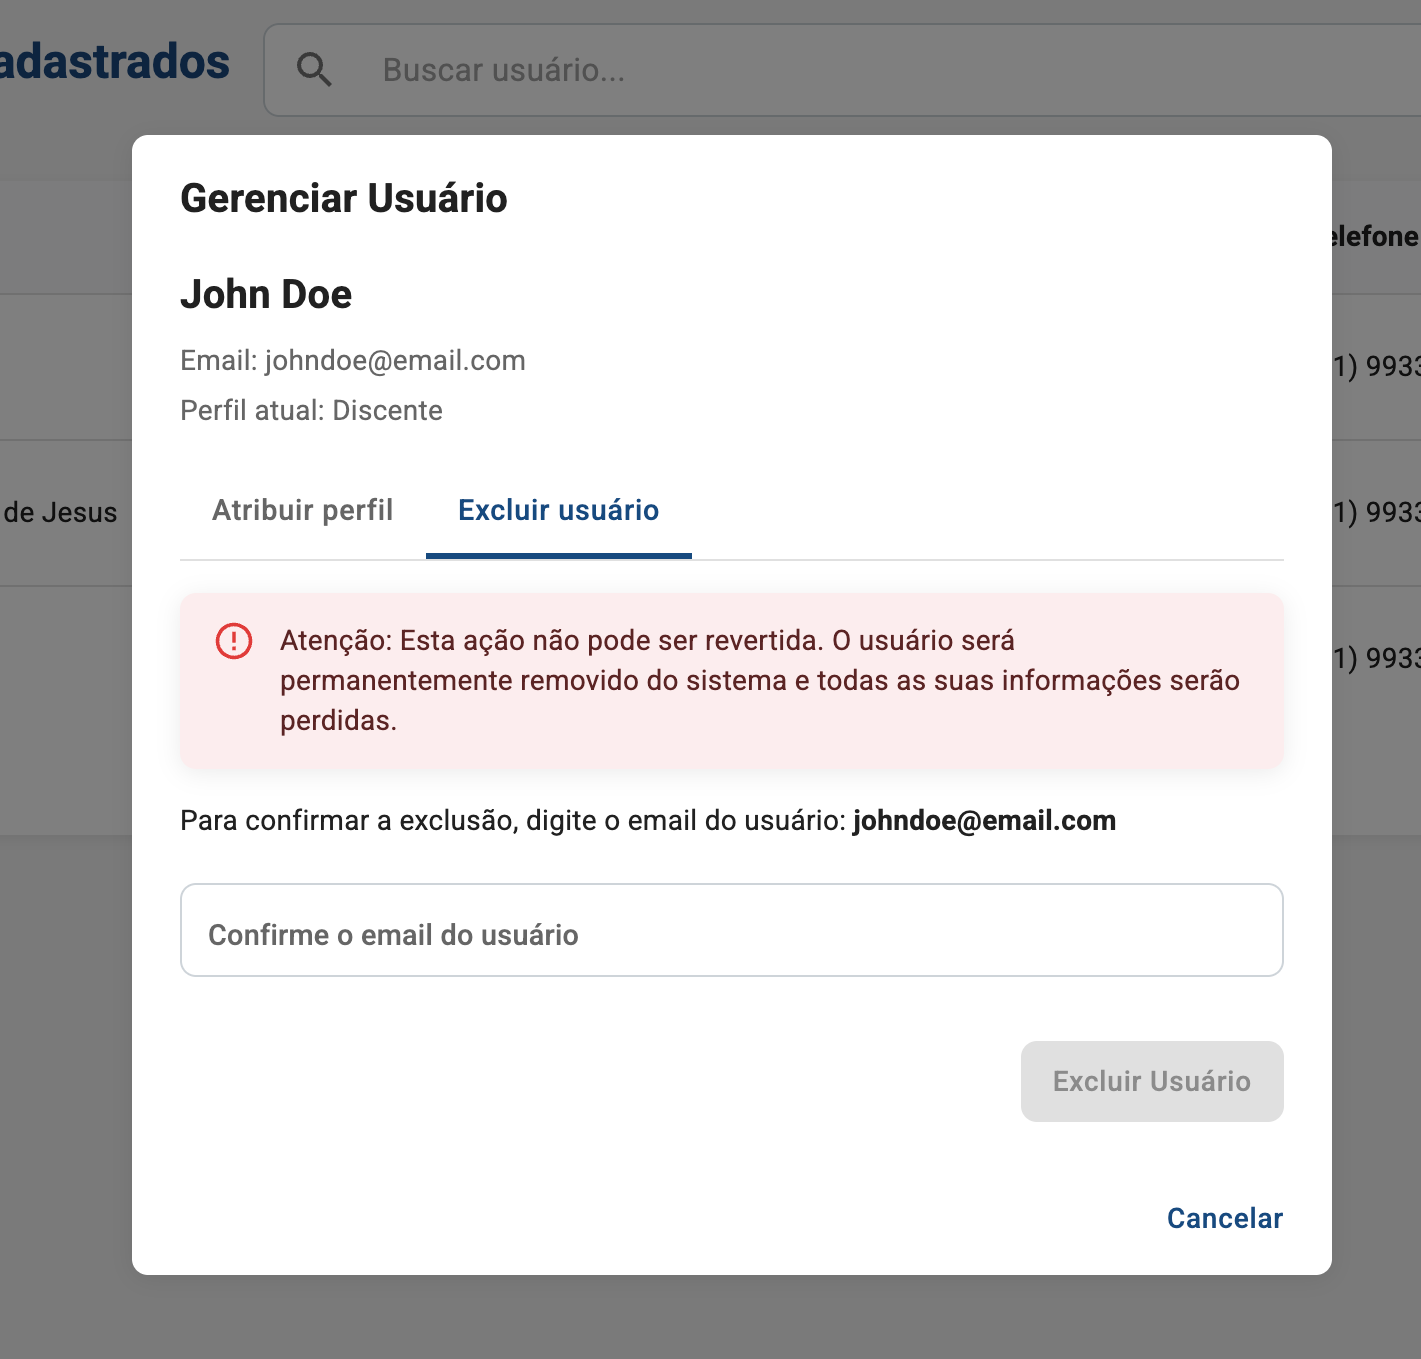 adastrados
Buscar usuário...
Gerenciar Usuário
elefone
John Doe
Email: johndoe@email.com
1) 9933
Perfil atual: Discente
de Jesus
Atribuir perfil
Excluir usuário
1) 9933
Atenção: Esta ação não pode ser revertida. O usuário será
permanentemente removido do sistema e todas as suas informações serão
perdidas.
1) 9933
Para confirmar a exclusão, digite o email do usuário: johndoe@email.com
Confirme o email do usuário
Excluir Usuário
Cancelar